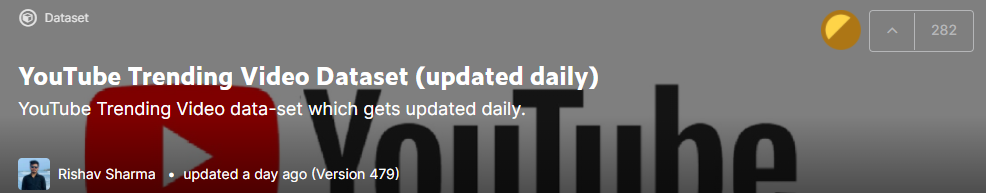 Dataset
282
YouTube Trending Video Dataset (updated daily)
YouTube Trending Video data-set which gets updated daily.
YouTube
Rishav Sharma • updated a day ago (Version 479)